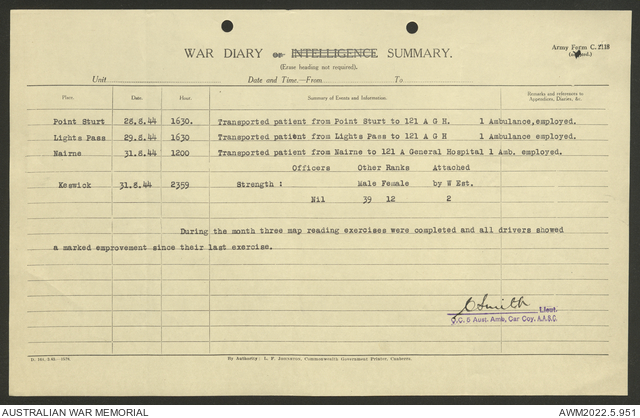 WAR DIARY or INTELLIGENCE SUMMARY.
Army Form C.2118
(Erase heading not required).
Unit Date and Time.—From To
Place. Date. Hour. Summary of Events and Information. Remarks and references to
Appendices, Diaries, &c.
Point Sturt 28.8.44 1630. Transported patient from Point Sturt to 121 A G H. 1 Ambulance,employed.
Lights Pass 29.8.44 1630 Transported patient from Lights Pass to 121 A G H 1 Ambulance employed.
Nairne 31.8.44 1200 Transported patient from Nairne to 121 A General Hospital 1 Amb. employed.
Officers Other Ranks Attached
Keswick 31.8.44 2359 Strength : Male Female by W Est.
Nil 39 12 2
During the month three map reading exercises were completed and all drivers showed
a marked emprovement since their last exercise.
CSmith Lieut.
O.C. 5 Aust. Amb, Car Coy. A.A.S.C.
By Authority: L. F. Johnston, Commonwealth Government Printer, Canberra.
AUSTRALIAN WAR MEMORIAL AWM2022.5.951